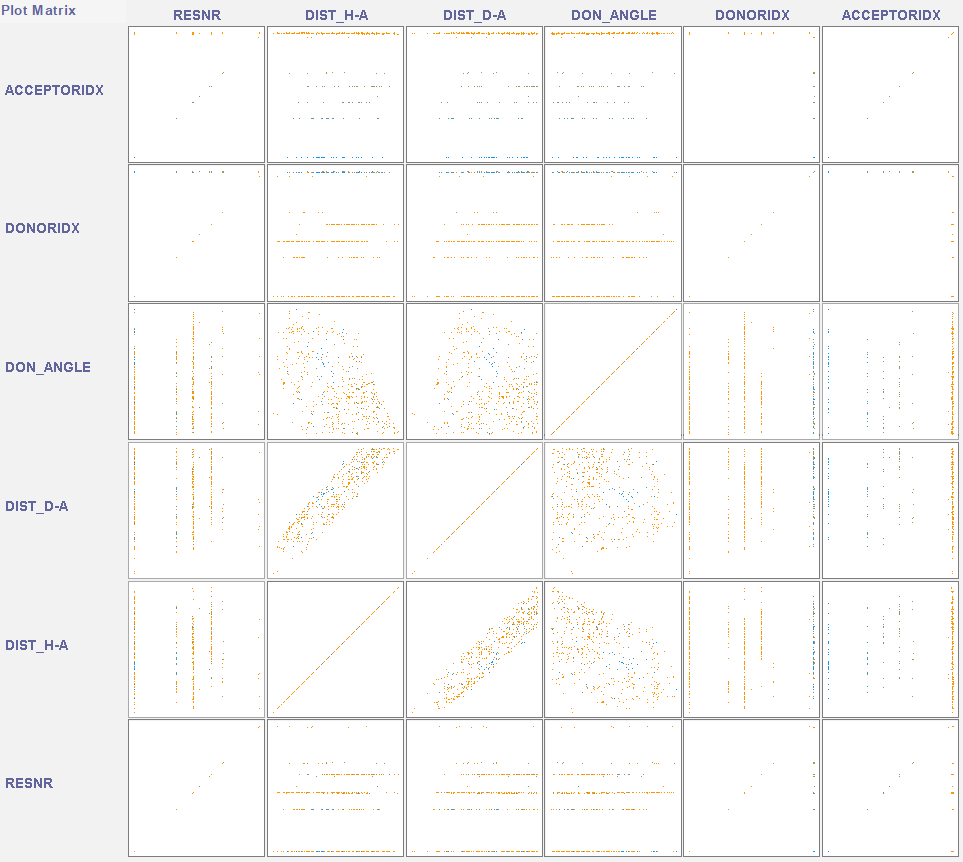 Plot Matrix
RESNR DIST_H-A DIST_D-A DON_ANGLE DONORIDX ACCEPTORIDX
ACCEPTORIDX
DONORIDX
DON_ANGLE
DIST_D-A
DIST_H-A
RESNR